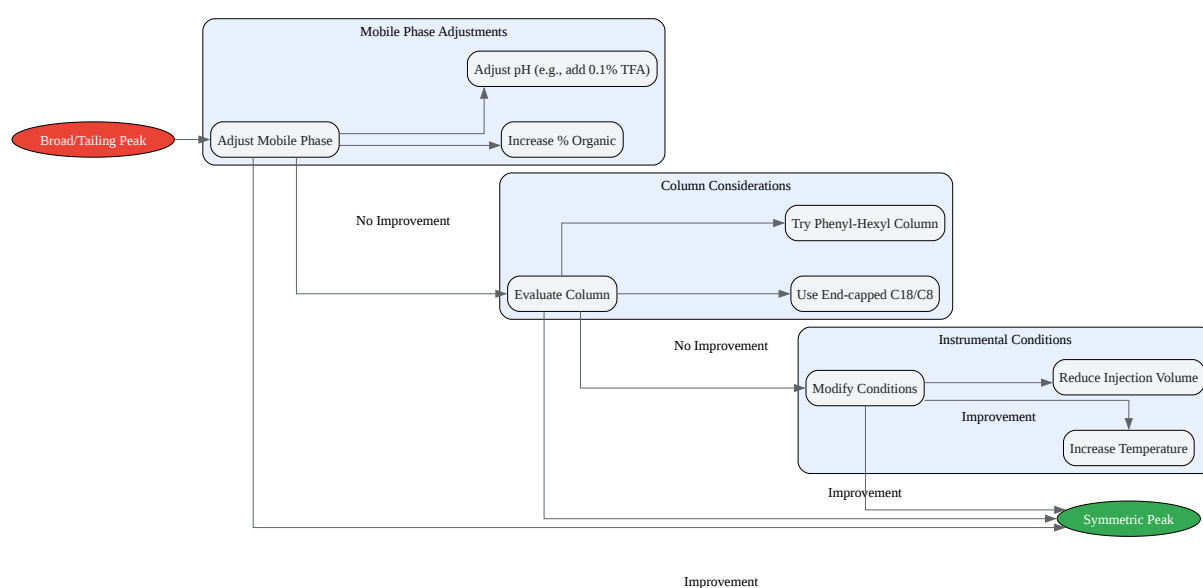 Mobile Phase Adjustments
Adjust pH (e.g., add 0.1% TFA)
Broad/Tailing Peak
Adjust Mobile Phase
Increase % Organic
Column Considerations
No Improvement
Try Phenyl-Hexyl Column
Evaluate Column
Use End-capped C18/C8
No Improvement
Instrumental Conditions
Reduce Injection Volume
Modify Conditions
Improvement
Increase Temperature
Improvement
Symmetric Peak
Improvement